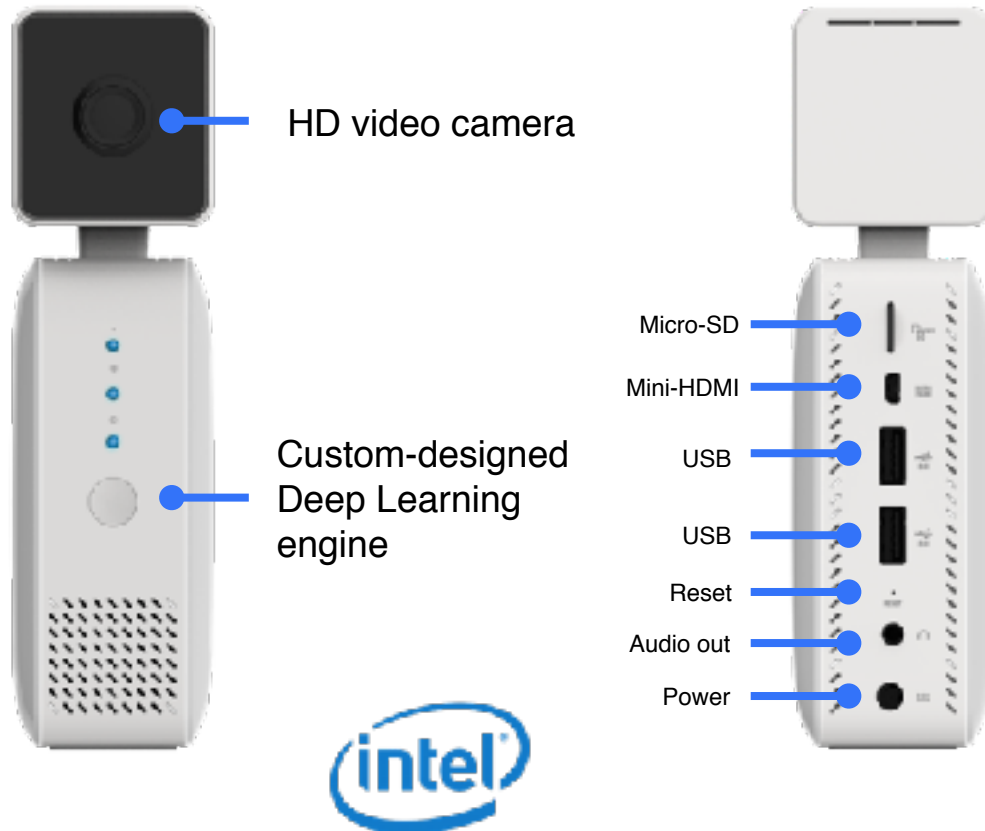 HD video camera
Custom-designed
Deep Learning
engine
Micro-SD
Mini-HDMI
USB
USB
Reset
Audio out
Power
intel